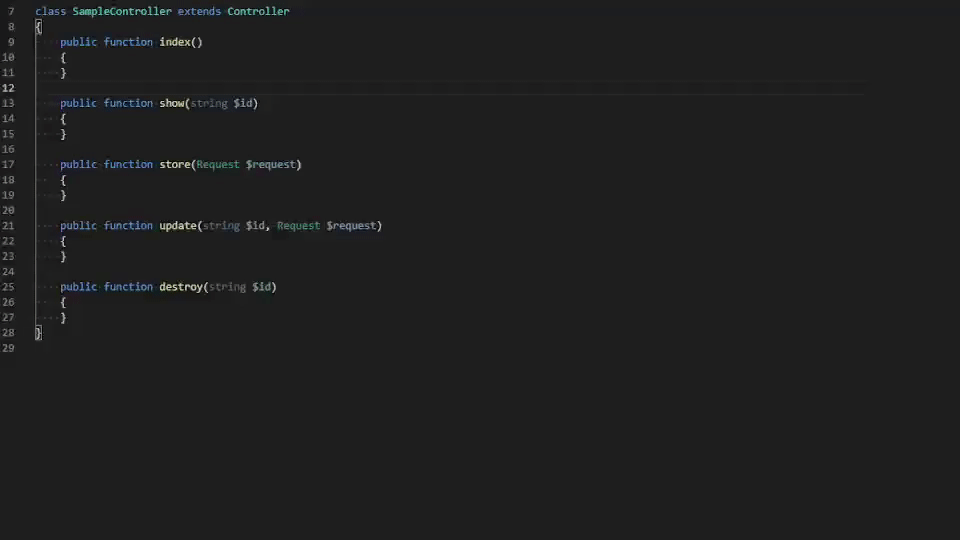 7 class SampleController extends Controller
8 {
9     public function index()
10     {
11     }
12
13     public function show(string $id)
14     {
15     }
16
17     public function store(Request $request)
18     {
19     }
20
21     public function update(string $id, Request $request)
22     {
23     }
24
25     public function destroy(string $id)
26     {
27     }
28 }
29